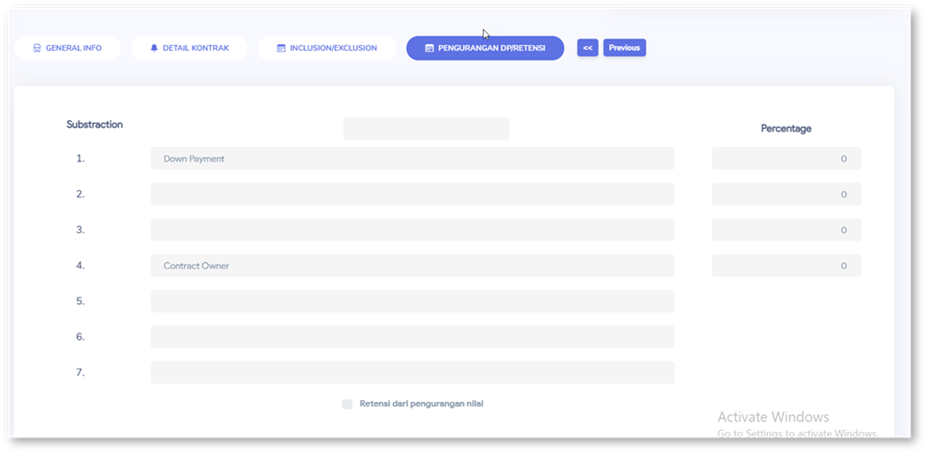 GENERAL INFO DETAIL KONTRAK INCLUSION/EXCLUSION PENGURANGAN DP/RETENSI << Previous
Substraction
Percentage
1. Down Payment 0
2. 0
3. 0
4. Contract Owner 0
5.
6.
7.
Retensi dari pengurangan nilai
Activate Windows
Go to Settings to activate Windows.